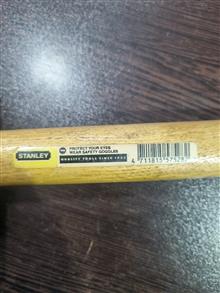 STANLEY
PROTECT YOUR EYES
WEAR SAFETY GOGGLES
QUALITY TOOLS SINCE 1843